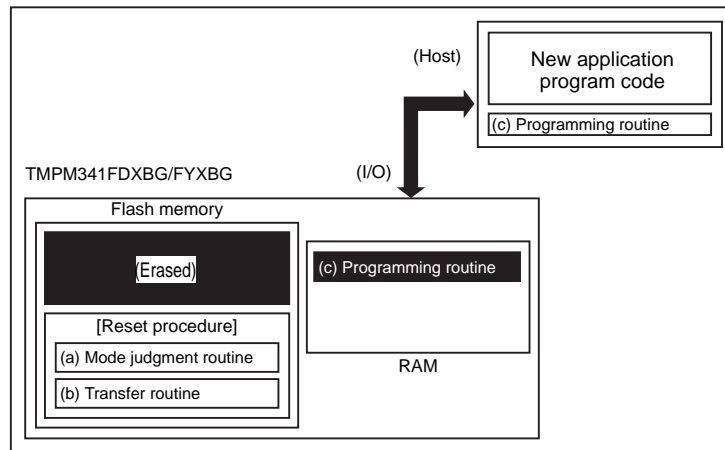 (Host)
New application
program code
(c) Programming routine
(I/O)
TMPM341FDXBG/FYXBG
Flash memory
(Erased)
[Reset procedure]
(a) Mode judgment routine
(b) Transfer routine
(c) Programming routine
RAM